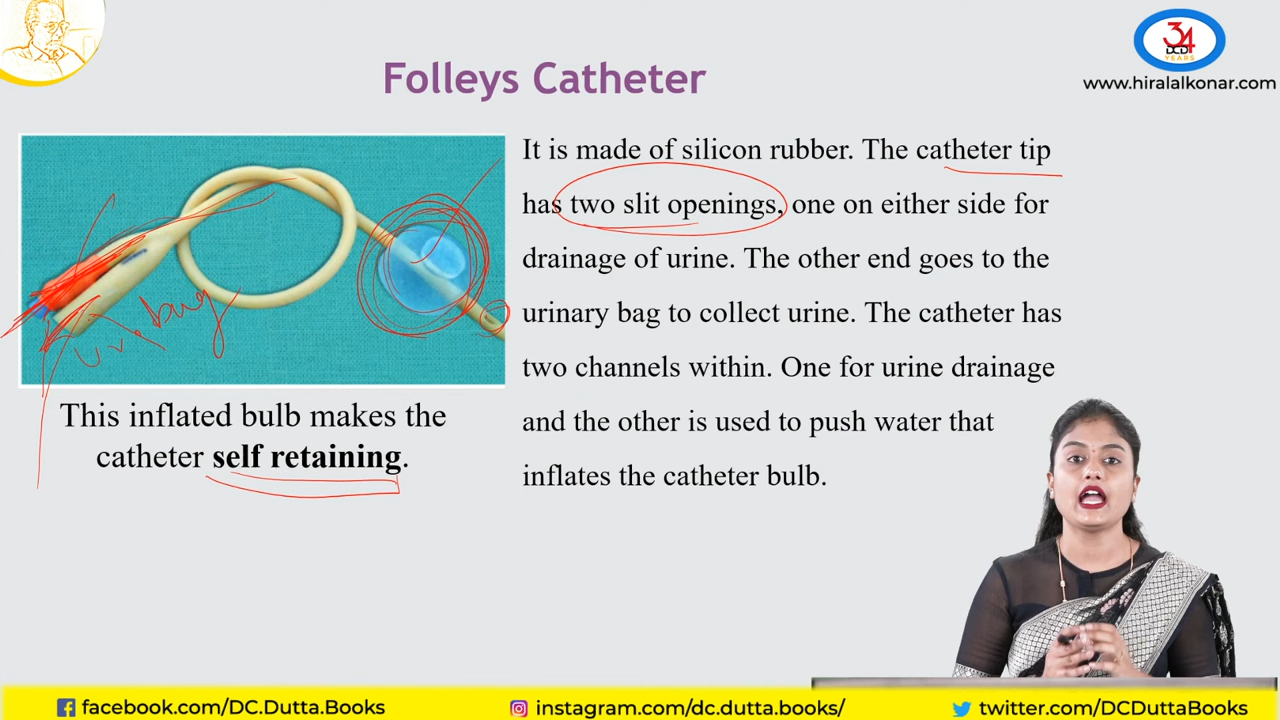 34
DCD
YEARS
www.hiralalkonar.com
Folleys Catheter
It is made of silicon rubber. The catheter tip
has two slit openings, one on either side for
drainage of urine. The other end goes to the
urinary bag to collect urine. The catheter has
two channels within. One for urine drainage
and the other is used to push water that
inflates the catheter bulb.
bag
This inflated bulb makes the
catheter self retaining.
facebook.com/DC.Dutta.Books
instagram.com/dc.dutta.books/
twitter.com/DCDuttaBooks